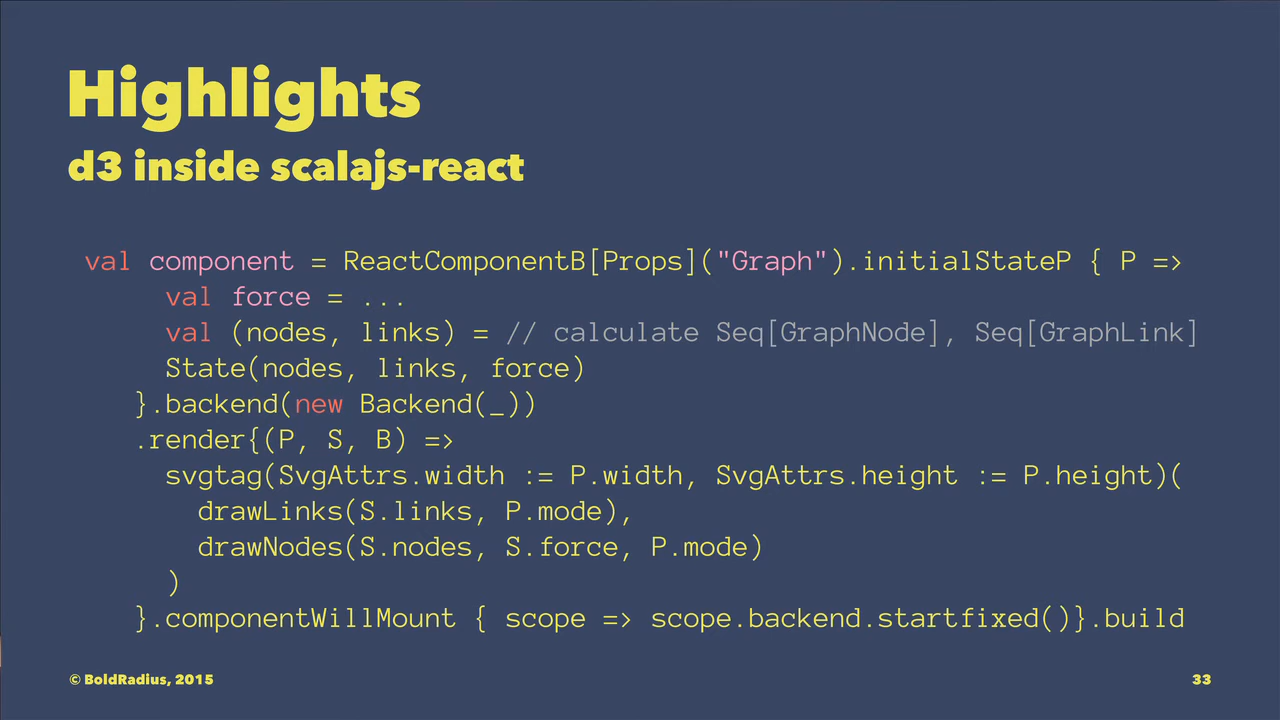 Highlights
d3 inside scalajs-react
val component = ReactComponentB[Props]("Graph").initialStateP { P =>
val force = ...
val (nodes, links) = // calculate Seq[GraphNode], Seq[GraphLink]
State(nodes, links, force)
}.backend(new Backend(_))
.render{(P, S, B) =>
svgtag(SvgAttrs.width := P.width, SvgAttrs.height := P.height)(
drawLinks(S.links, P.mode),
drawNodes(S.nodes, S.force, P.mode)
)
}.componentWillMount { scope => scope.backend.startfixed()}.build
© BoldRadius, 2015
33